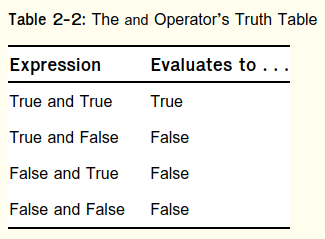 Table 2-2: The and Operator's Truth Table
Expression Evaluates to . . .
True and True True
True and False False
False and True False
False and False False